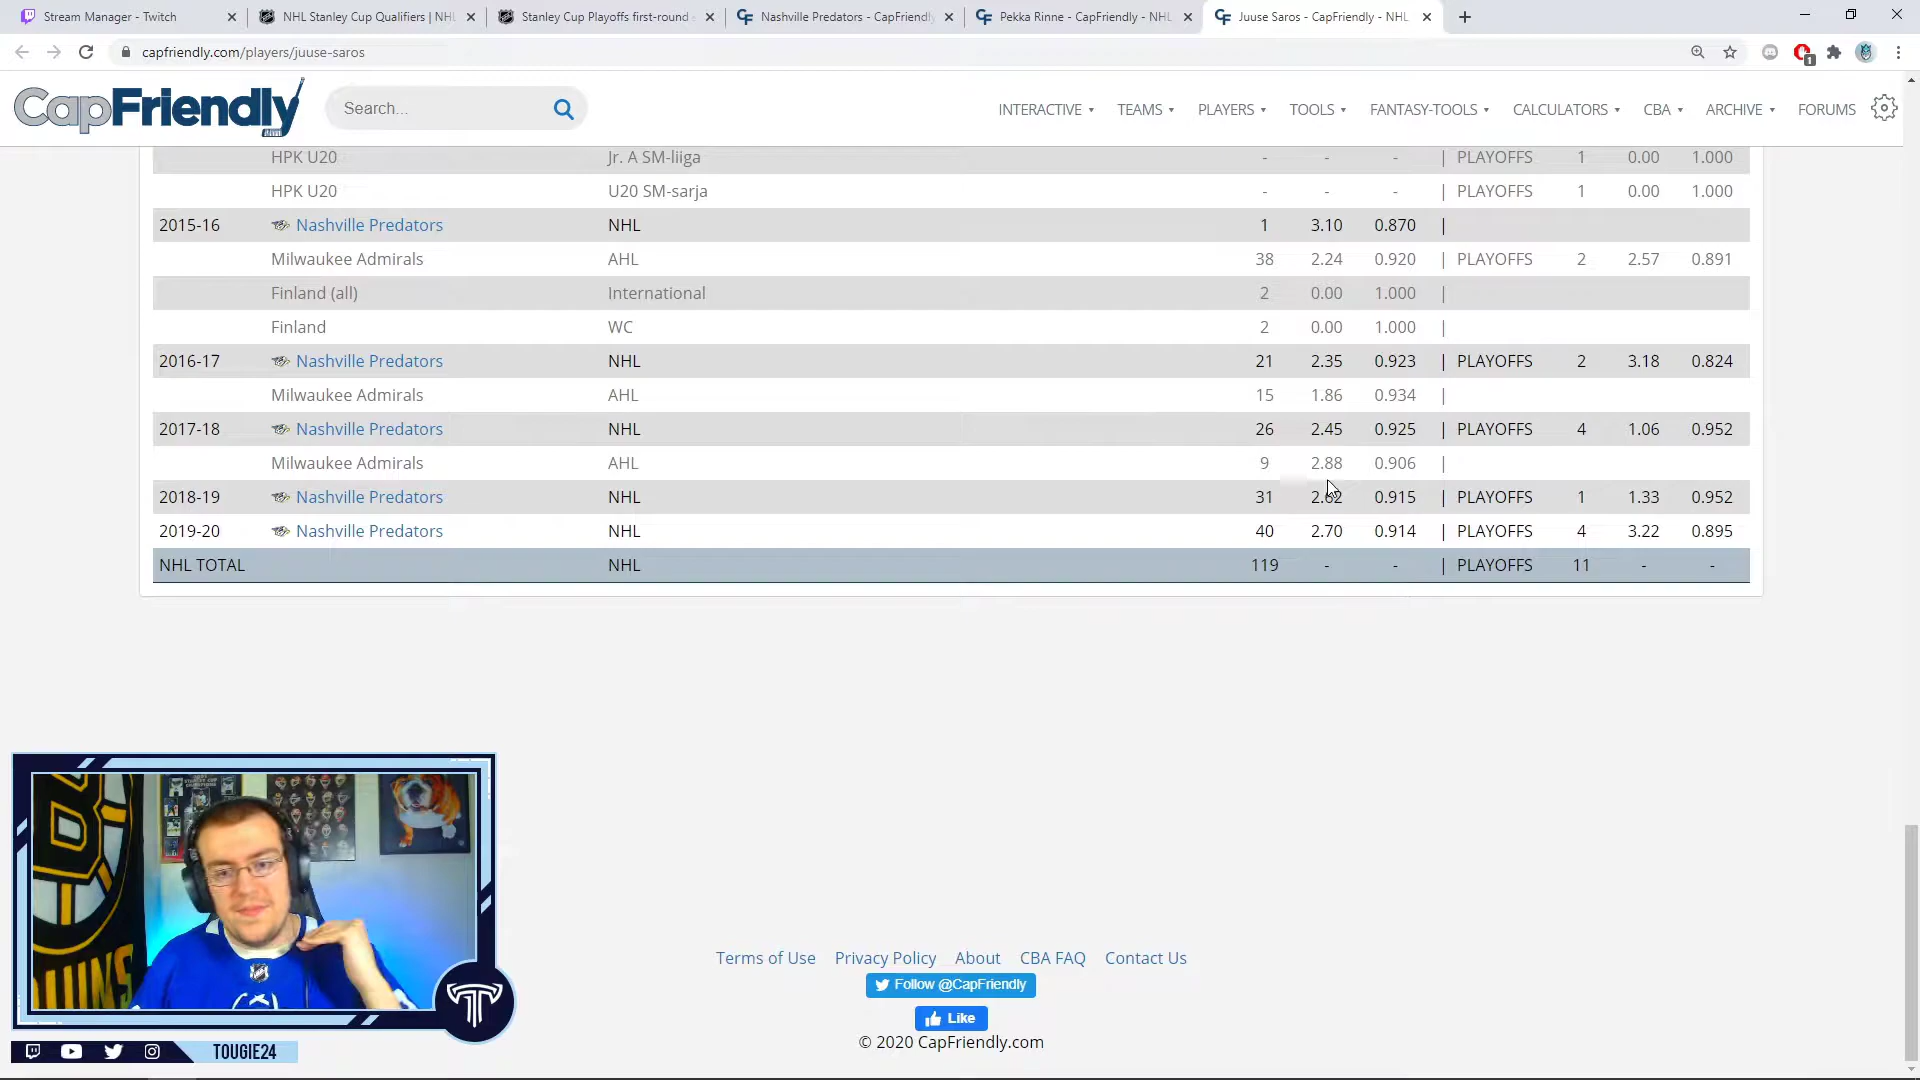 Stream Manager - Twitch
NHL Stanley Cup Qualifiers | NHL
Stanley Cup Playoffs first-round
Nashville Predators - CapFriendly
Pekka Rinne - CapFriendly - NHL
Juuse Saros - CapFriendly - NHL
capfriendly.com/players/juuse-saros
1
CapFriendly
Search...
INTERACTIVE TEAMS PLAYERS TOOLS FANTASY-TOOLS CALCULATORS CBA ARCHIVE FORUMS
HPK U20 Jr. A SM-liiga - - - | PLAYOFFS 1 0.00 1.000
HPK U20 U20 SM-sarja - - - | PLAYOFFS 1 0.00 1.000
2015-16 Nashville Predators NHL 1 3.10 0.870 |
Milwaukee Admirals AHL 38 2.24 0.920 | PLAYOFFS 2 2.57 0.891
Finland (all) International 2 0.00 1.000 |
Finland WC 2 0.00 1.000 |
2016-17 Nashville Predators NHL 21 2.35 0.923 | PLAYOFFS 2 3.18 0.824
Milwaukee Admirals AHL 15 1.86 0.934 |
2017-18 Nashville Predators NHL 26 2.45 0.925 | PLAYOFFS 4 1.06 0.952
Milwaukee Admirals AHL 9 2.88 0.906 |
2018-19 Nashville Predators NHL 31 2.62 0.915 | PLAYOFFS 1 1.33 0.952
2019-20 Nashville Predators NHL 40 2.70 0.914 | PLAYOFFS 4 3.22 0.895
NHL TOTAL NHL 119 - - | PLAYOFFS 11 - -
Terms of Use Privacy Policy About CBA FAQ Contact Us
Follow @CapFriendly
Like
© 2020 CapFriendly.com
TOUGIE24